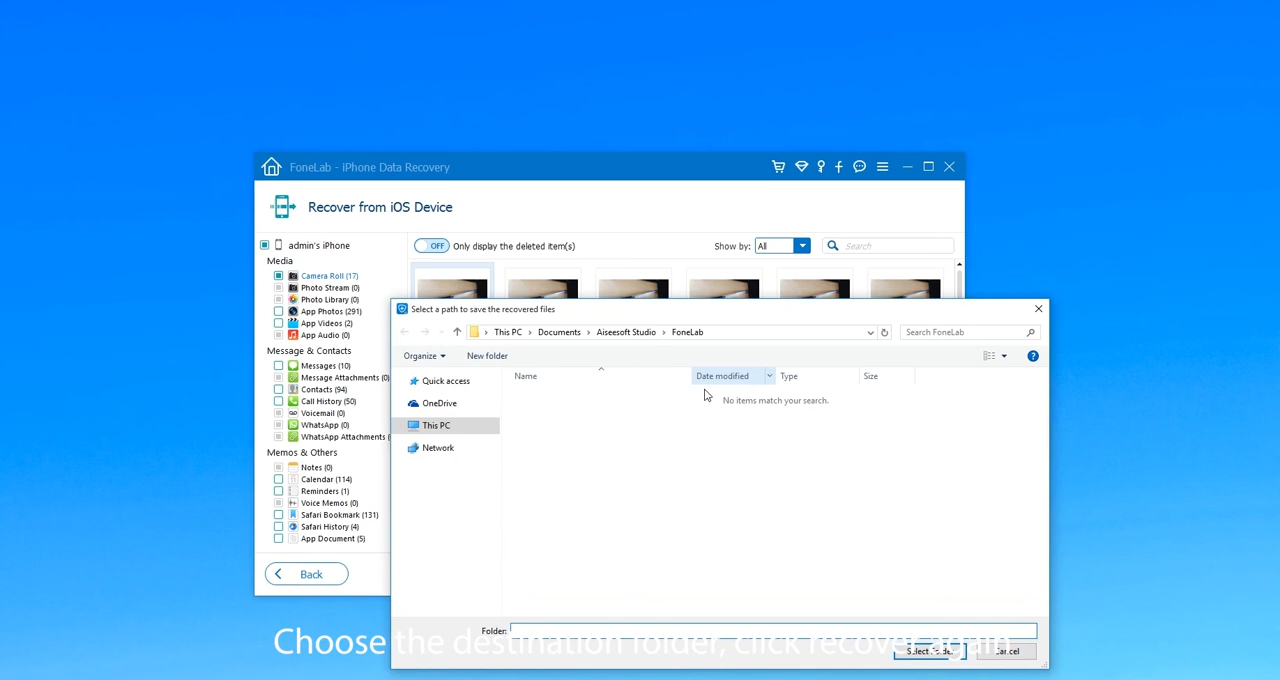 FoneLab - iPhone Data Recovery
Recover from iOS Device
admin's iPhone
OFF Only display the deleted item(s)
Show by: All
Search
Media
Camera Roll (17)
Photo Stream (0)
Photo Library (0)
App Photos (291)
App Videos (2)
App Audio (0)
Message & Contacts
Messages (10)
Message Attachments (0)
Contacts (94)
Call History (50)
Voicemail (0)
WhatsApp (0)
WhatsApp Attachments (
Memos & Others
Notes (0)
Calendar (114)
Reminders (1)
Voice Memos (0)
Safari Bookmark (131)
Safari History (4)
App Document (5)
Back
Select a path to save the recovered files
This PC › Documents › Aiseesoft Studio › FoneLab
Search FoneLab
Organize
New folder
Quick access
OneDrive
This PC
Network
Name
Date modified
Type
Size
No items match your search.
Folder:
Select Folder
Cancel
Choose the destination folder, click recover again